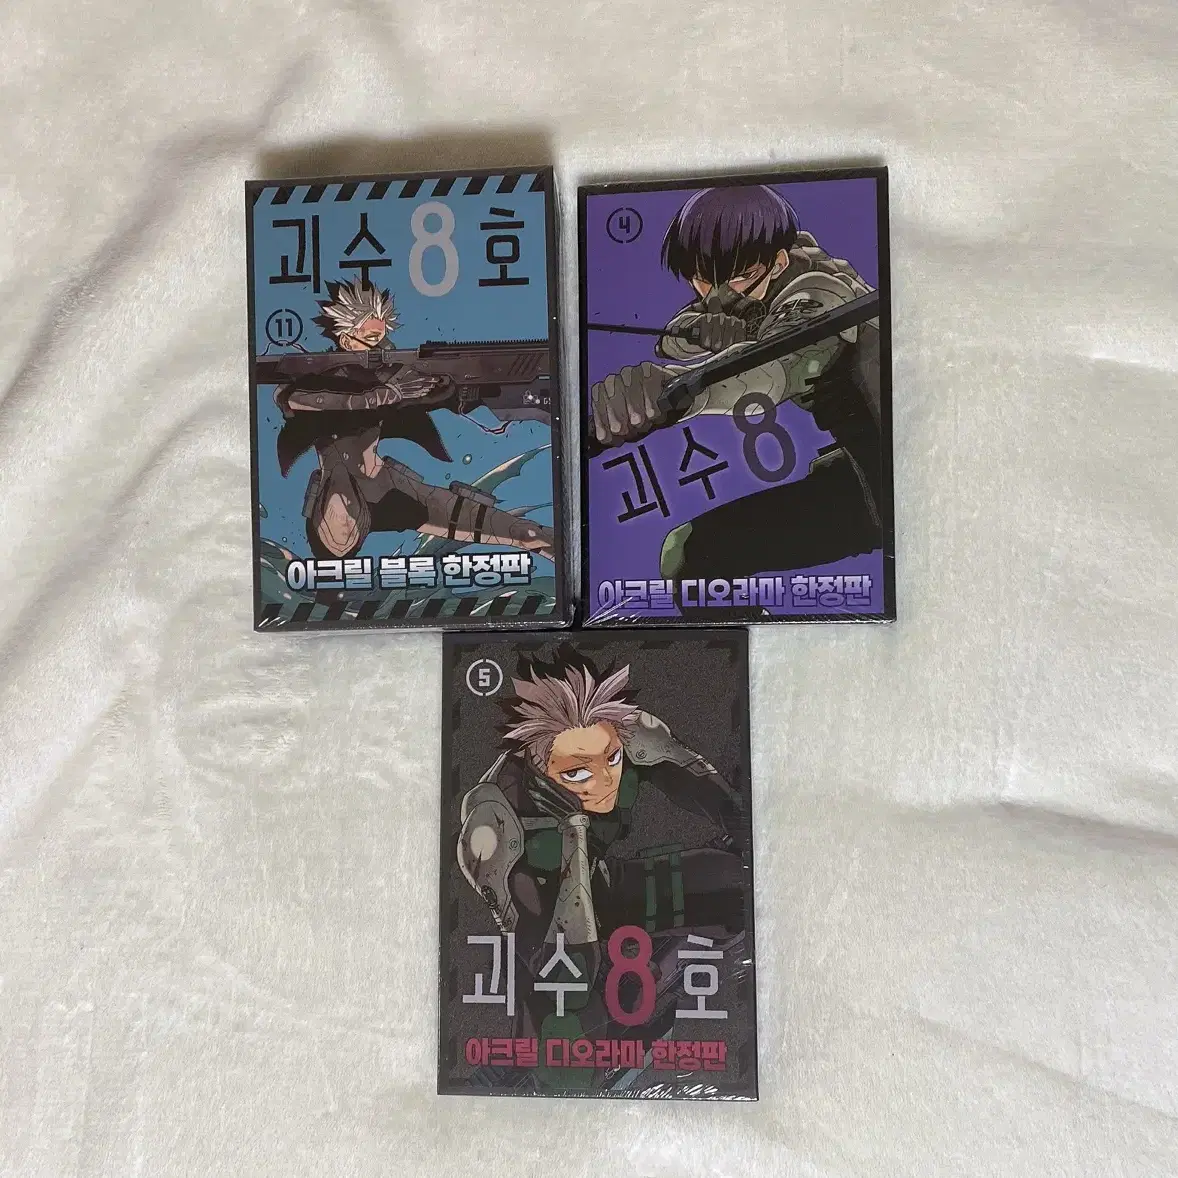 괴수8호
11
아크릴 블록 한정판
4
괴수8
아크릴 디오라마 한정판
5
괴수8호
아크릴 디오라마 한정판